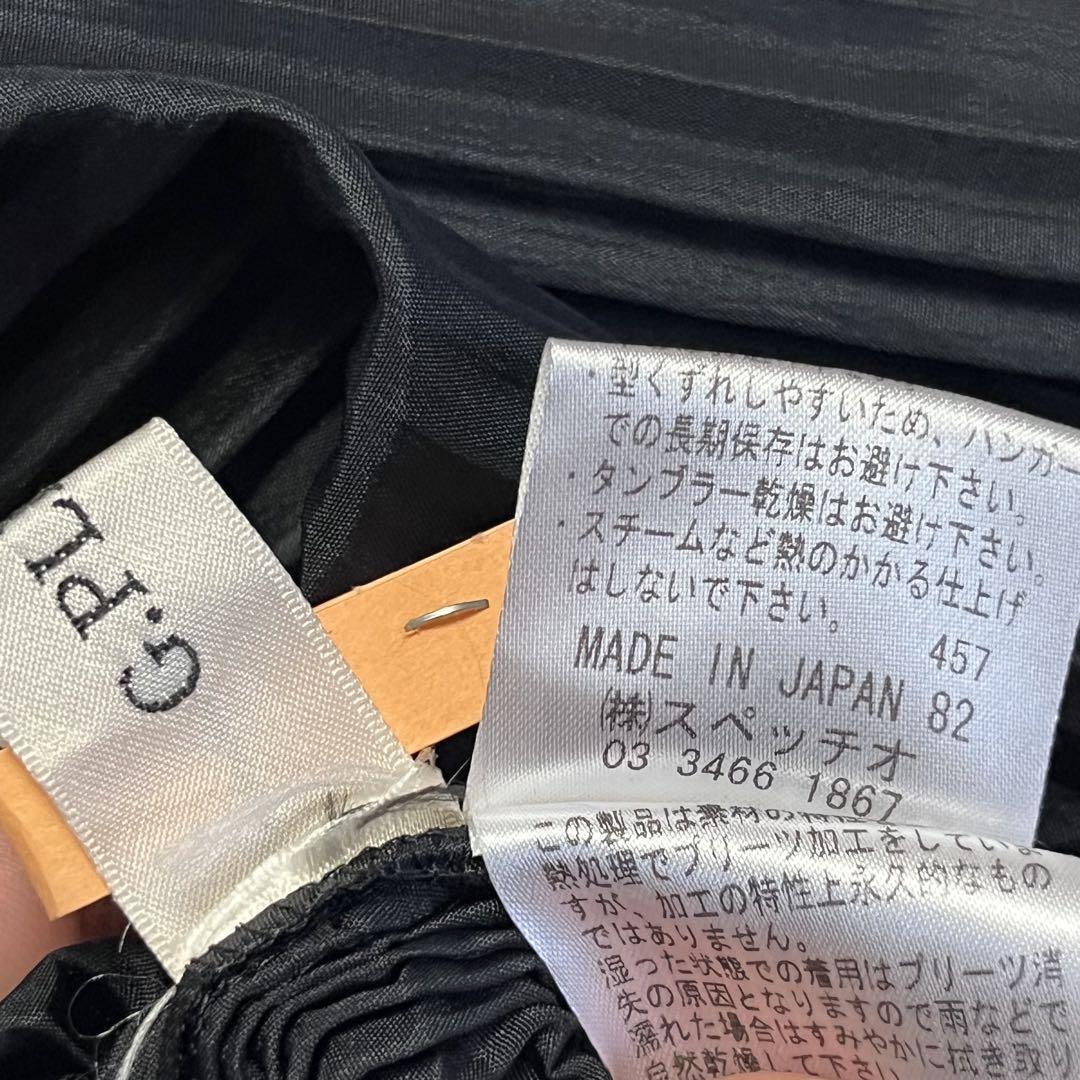 G.PL
・型くずれしやすいため、ハンガー
での長期保存はお避け下さい。
・タンブラー乾燥はお避け下さい。
・スチームなど熱のかかる仕上げ
はしないで下さい。
457
MADE IN JAPAN 82
㈱スペッチオ
03 3466 1867
この製品は素材の特性
熱処理でプリーツ加工をしていま
すが、加工の特性上永久的なもの
ではありません。
湿った状態での着用はプリーツ消
失の原因となりますので雨などで
濡れた場合はすみやかに拭き取り
自然乾燥して下さい。